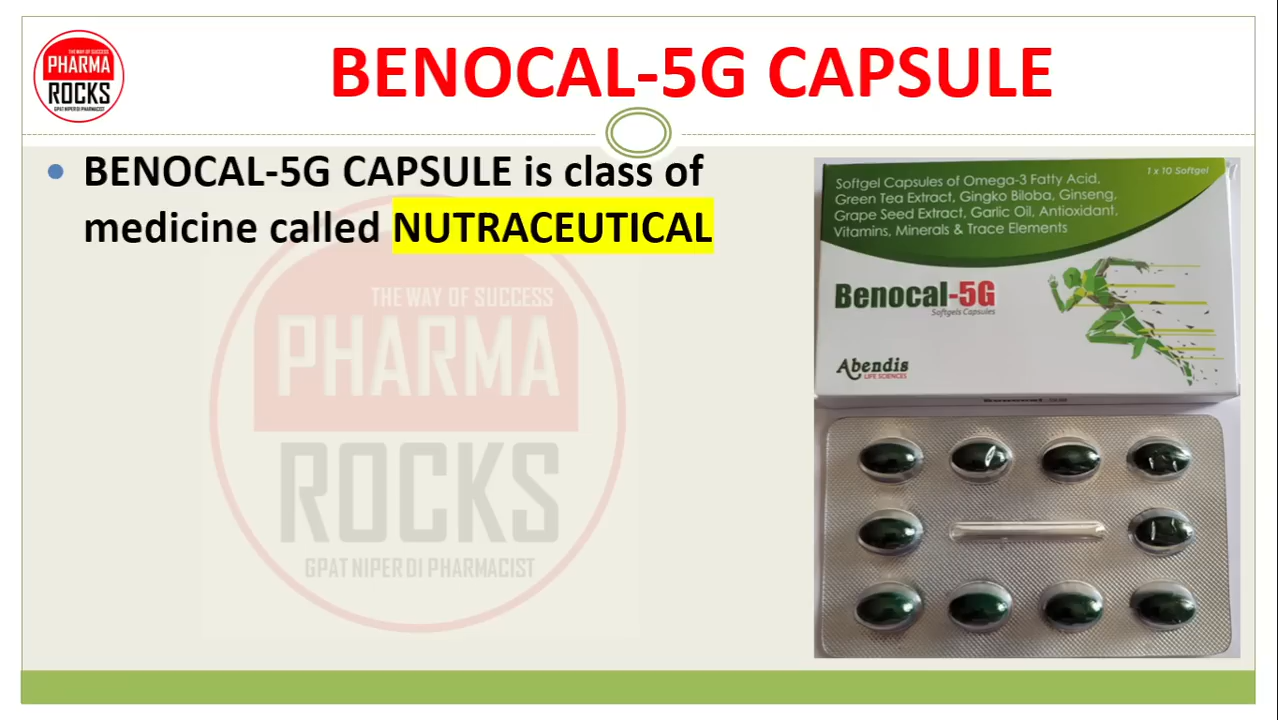 THE WAY OF SUCCESS
PHARMA
ROCKS
GPAT NIPER DI PHARMACIST
BENOCAL-5G CAPSULE
BENOCAL-5G CAPSULE is class of
medicine called NUTRACEUTICAL
THE WAY OF SUCCESS
PHARMA
ROCKS
GPAT NIPER DI PHARMACIST
1 x 10 Softgel
Softgel Capsules of Omega-3 Fatty Acid,
Green Tea Extract, Gingko Biloba, Ginseng,
Grape Seed Extract, Garlic Oil, Antioxidant,
Vitamins, Minerals & Trace Elements
Benocal-5G
Softgels Capsules
Abendis
LIFE SCIENCES